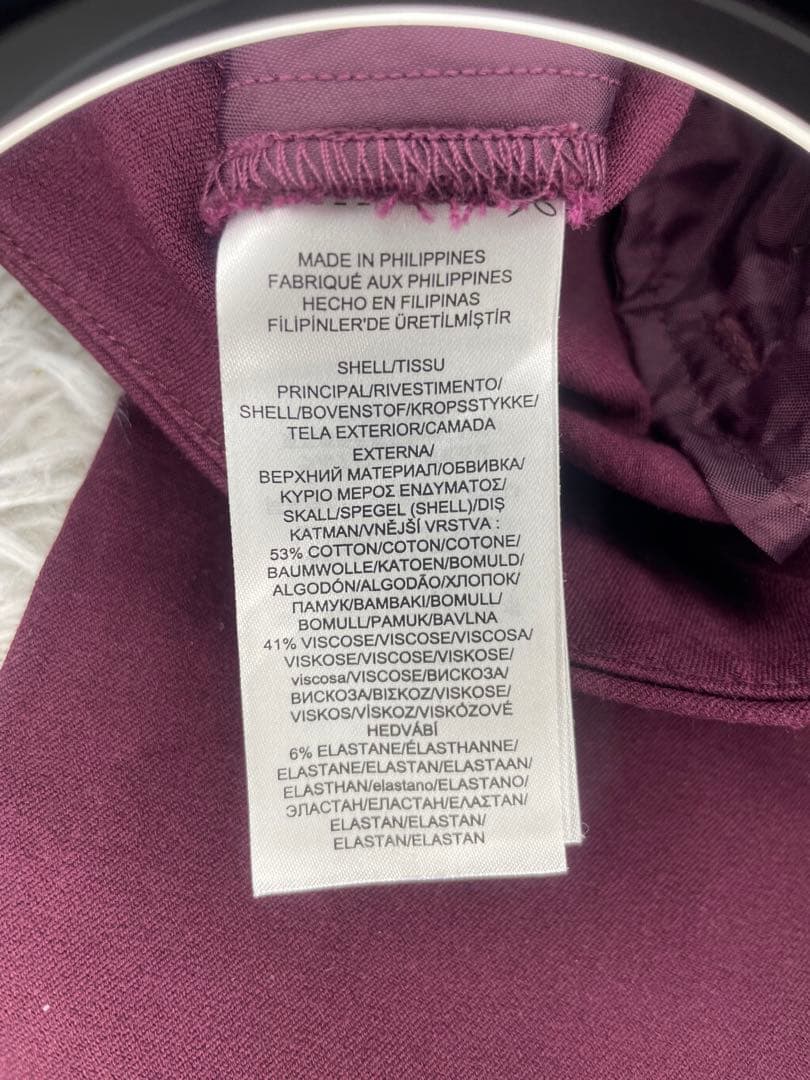 MADE IN PHILIPPINES
FABRIQUÉ AUX PHILIPPINES
HECHO EN FILIPINAS
FİLİPİNLER'DE ÜRETİLMİŞTİR
SHELL/TISSU
PRINCIPAL/RIVESTIMENTO/
SHELL/BOVENSTOF/KROPSSTYKKE/
TELA EXTERIOR/CAMADA
EXTERNA/
ВЕРХНИЙ МАТЕРИАЛ/ОБВИВКА/
ΚΥΡΙΟ ΜΕΡΟΣ ΕΝΔΥΜΑΤΟΣ/
SKALL/SPEGEL (SHELL)/DIŞ
KATMAN/VNĚJŠÍ VRSTVA :
53% COTTON/COTON/COTONE/
BAUMWOLLE/KATOEN/BOMULD/
ALGODÓN/ALGODÃO/ХЛОПОК/
ПАМУК/ΒΑΜΒΑΚΙ/BOMULL/
BOMULL/PAMUK/BAVLNA
41% VISCOSE/VISCOSE/VISCOSA/
VISKOSE/VISCOSE/VISKOSE/
viscosa/VISCOSE/ВИСКОЗА/
ВИСКОЗА/ΒΙΣΚΟΖ/VISKOSE/
VISKOS/VİSKOZ/VISKÓZOVÉ
HEDVÁBÍ
6% ELASTANE/ÉLASTHANNE/
ELASTANE/ELASTAN/ELASTAAN/
ELASTHAN/elastano/ELASTANO/
ЭЛАСТАН/ЕЛАСТАН/ΕΛΑΣΤΑΝ/
ELASTAN/ELASTAN/
ELASTAN/ELASTAN